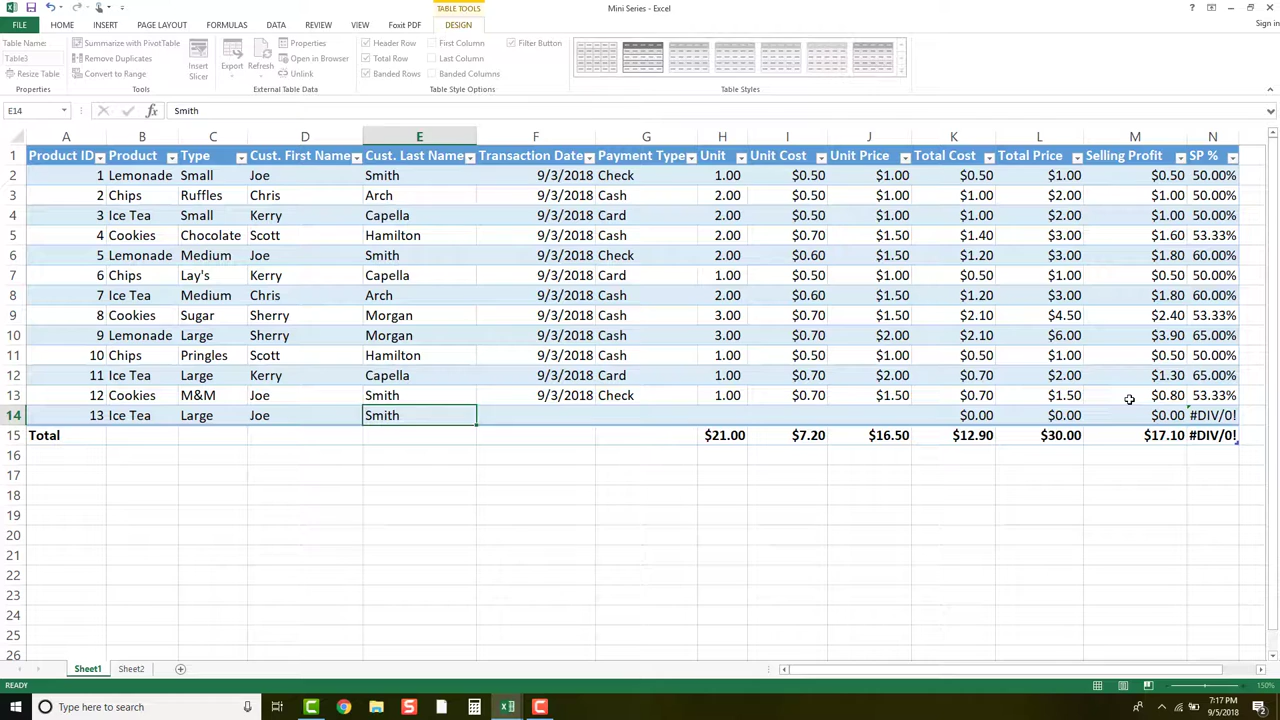 TABLE TOOLS
Mini Series - Excel
Sign in
FILE HOME INSERT PAGE LAYOUT FORMULAS DATA REVIEW VIEW Foxit PDF DESIGN
Table Name:
Table3
Properties
Summarize with PivotTable
Insert Slicer
Tools
Export
Refresh
Properties
Open in Browser
Unlink
External Table Data
Header Row First Column Filter Button
Total Row Last Column
Banded Rows Banded Columns
Table Style Options
Table Styles
E14 fx Smith
A B C D E F G H I J K L M N
1 Product ID Product Type Cust. First Name Cust. Last Name Transaction Date Payment Type Unit Unit Cost Unit Price Total Cost Total Price Selling Profit SP %
2 1 Lemonade Small Joe Smith 9/3/2018 Check 1.00 $0.50 $1.00 $0.50 $1.00 $0.50 50.00%
3 2 Chips Ruffles Chris Arch 9/3/2018 Cash 2.00 $0.50 $1.00 $1.00 $2.00 $1.00 50.00%
4 3 Ice Tea Small Kerry Capella 9/3/2018 Card 2.00 $0.50 $1.00 $1.00 $2.00 $1.00 50.00%
5 4 Cookies Chocolate Scott Hamilton 9/3/2018 Cash 2.00 $0.70 $1.50 $1.40 $3.00 $1.60 53.33%
6 5 Lemonade Medium Joe Smith 9/3/2018 Check 2.00 $0.60 $1.50 $1.20 $3.00 $1.80 60.00%
7 6 Chips Lay's Kerry Capella 9/3/2018 Card 1.00 $0.50 $1.00 $0.50 $1.00 $0.50 50.00%
8 7 Ice Tea Medium Chris Arch 9/3/2018 Cash 2.00 $0.60 $1.50 $1.20 $3.00 $1.80 60.00%
9 8 Cookies Sugar Sherry Morgan 9/3/2018 Cash 3.00 $0.70 $1.50 $2.10 $4.50 $2.40 53.33%
10 9 Lemonade Large Sherry Morgan 9/3/2018 Cash 3.00 $0.70 $2.00 $2.10 $6.00 $3.90 65.00%
11 10 Chips Pringles Scott Hamilton 9/3/2018 Cash 1.00 $0.50 $1.00 $0.50 $1.00 $0.50 50.00%
12 11 Ice Tea Large Kerry Capella 9/3/2018 Card 1.00 $0.70 $2.00 $0.70 $2.00 $1.30 65.00%
13 12 Cookies M&M Joe Smith 9/3/2018 Check 1.00 $0.70 $1.50 $0.70 $1.50 $0.80 53.33%
14 13 Ice Tea Large Joe Smith $0.00 $0.00 $0.00 #DIV/0!
15 Total $21.00 $7.20 $16.50 $12.90 $30.00 $17.10 #DIV/0!
16
17
18
19
20
21
22
23
24
25
26
Sheet1 Sheet2
READY 150%
Type here to search
7:17 PM
9/5/2018